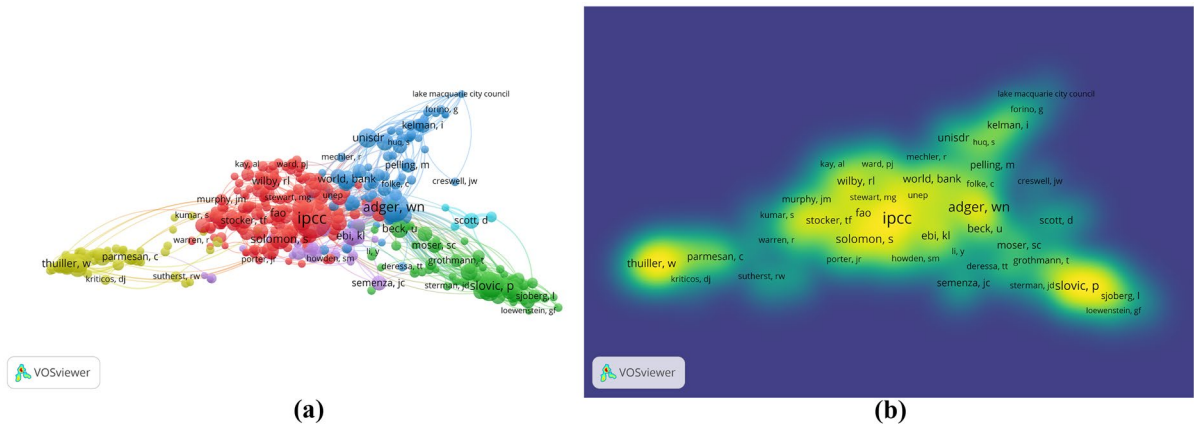 lake macquarie city council
forino, g
kelman, i
unisdr
huq, s
mechler, r
pelling, m
kay, al
ward, pj
wilby, rl
world, bank
folke, c
creswell, jw
murphy, jm
stewart, mg
unep
adger, wn
kumar, s
stocker, tf
fao
ipcc
scott, d
beck, u
warren, r
solomon, s
ebi, kl
moser, sc
thuiller, w
parmesan, c
porter, jr
howden, sm
li, y
grothmann, t
kriticos, dj
sutherst, rw
deressa, tt
semenza, jc
sterman, jd
slovic, p
sjoberg, l
loewenstein, gf
VOSviewer
(a)
lake macquarie city council
forino, g
kelman, i
unisdr
huq, s
mechler, r
pelling, m
kay, al
ward, pj
wilby, rl
world, bank
folke, c
creswell, jw
murphy, jm
stewart, mg
unep
adger, wn
kumar, s
stocker, tf
fao
ipcc
scott, d
beck, u
warren, r
solomon, s
ebi, kl
moser, sc
thuiller, w
parmesan, c
porter, jr
howden, sm
li, y
grothmann, t
kriticos, dj
sutherst, rw
deressa, tt
semenza, jc
sterman, jd
slovic, p
sjoberg, l
loewenstein, gf
VOSviewer
(b)